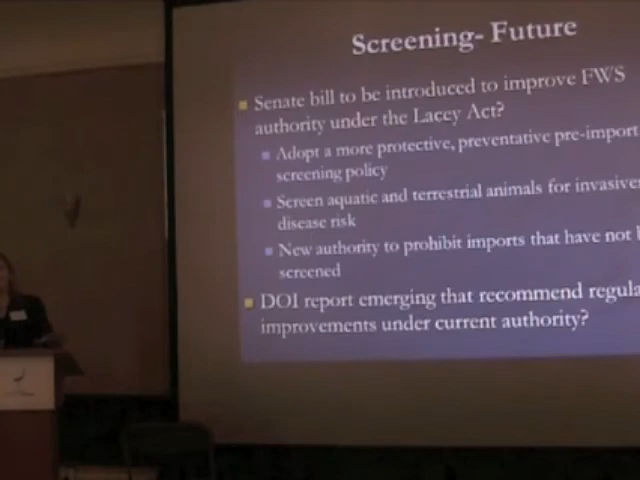 Screening- Future
Senate bill to be introduced to improve FWS
authority under the Lacey Act?
Adopt a more protective, preventative pre-import
screening policy
Screen aquatic and terrestrial animals for invasive
disease risk
New authority to prohibit imports that have not
screened
DOI report emerging that recommend
improvements under current authority?